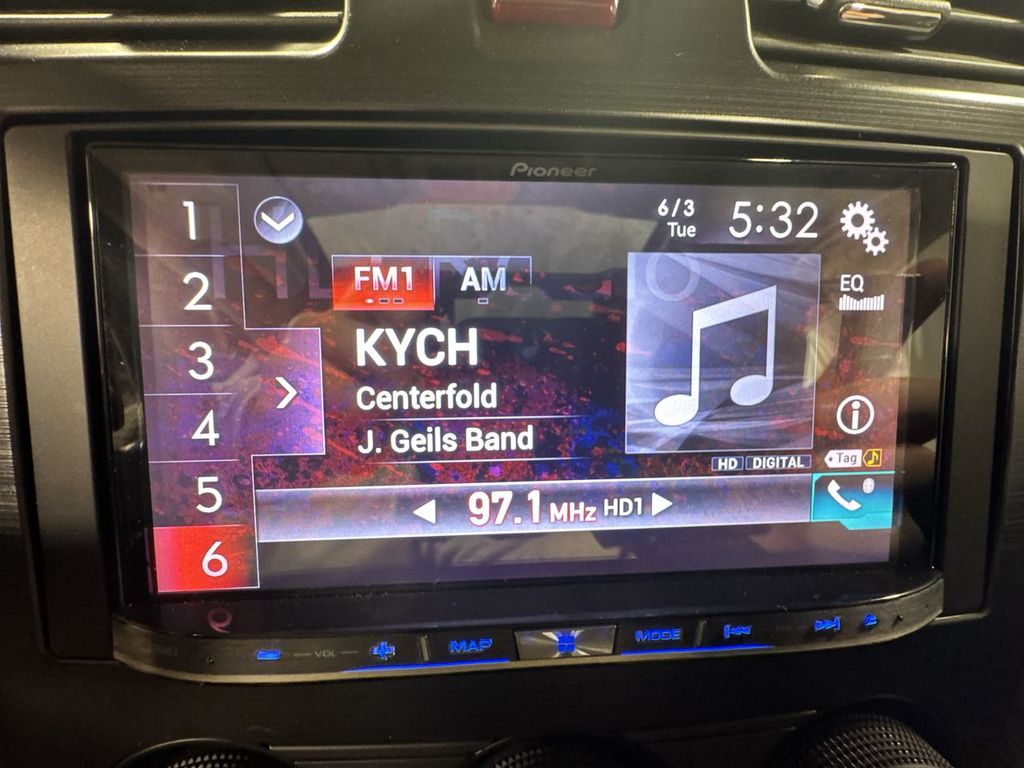 Pioneer
1
2
3
4
5
6
6/3
Tue
5:32
FM1
AM
KYCH
Centerfold
J. Geils Band
EQ
HD DIGITAL
Tag
97.1 MHz HD1
VOL
MAP
MODE